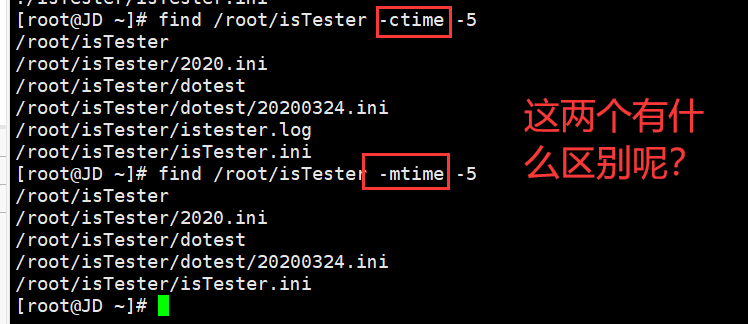 ./isTester/isTester.ini
[root@JD ~]# find /root/isTester -ctime -5
/root/isTester
/root/isTester/2020.ini
/root/isTester/dotest
/root/isTester/dotest/20200324.ini
/root/isTester/istester.log
/root/isTester/isTester.ini
[root@JD ~]# find /root/isTester -mtime -5
/root/isTester
/root/isTester/2020.ini
/root/isTester/dotest
/root/isTester/dotest/20200324.ini
/root/isTester/isTester.ini
[root@JD ~]#
这两个有什
么区别呢？